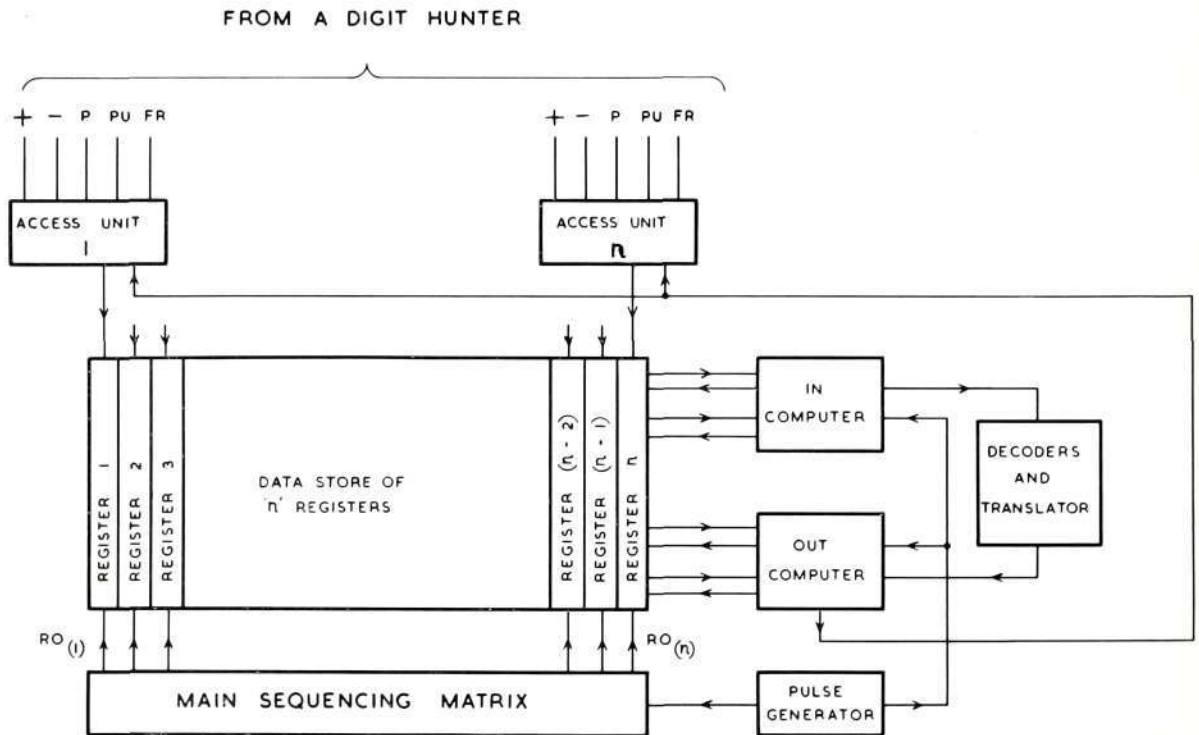 FROM A DIGIT HUNTER
+ - P PU FR
+ - P PU FR
ACCESS UNIT
1
ACCESS UNIT
n
REGISTER 1
REGISTER 2
REGISTER 3
DATA STORE OF
'n' REGISTERS
REGISTER (n-2)
REGISTER (n-1)
REGISTER n
IN
COMPUTER
DECODERS
AND
TRANSLATOR
OUT
COMPUTER
RO(1)
RO(n)
MAIN SEQUENCING MATRIX
PULSE
GENERATOR